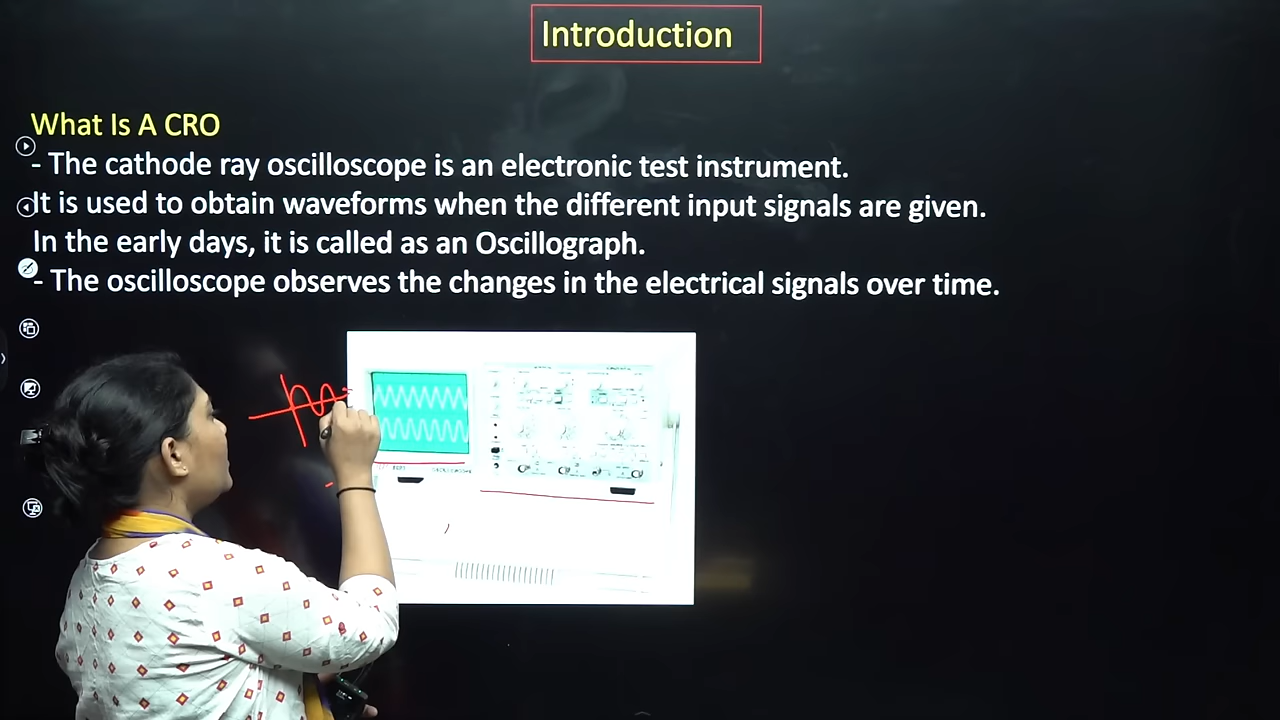 Introduction
What Is A CRO
- The cathode ray oscilloscope is an electronic test instrument.
It is used to obtain waveforms when the different input signals are given.
In the early days, it is called as an Oscillograph.
- The oscilloscope observes the changes in the electrical signals over time.